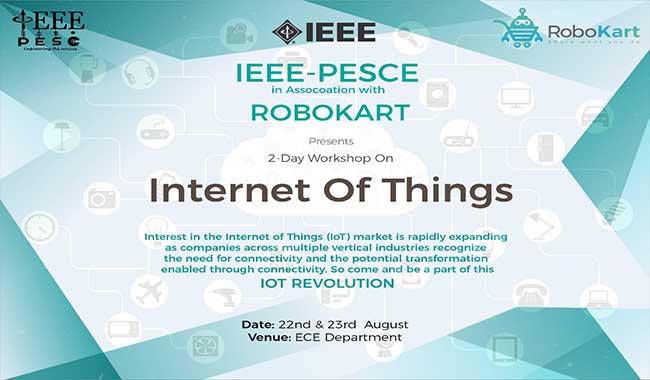 IEEE
PESC
Empowering the novices
IEEE
RoboKart
Share what you do
IEEE-PESCE
in Assocoation with
ROBOKART
Presents
2-Day Workshop On
Internet Of Things
Interest in the Internet of Things (IoT) market is rapidly expanding
as companies across multiple vertical industries recognize
the need for connectivity and the potential transformation
enabled through connectivity. So come and be a part of this
IOT REVOLUTION
Date: 22nd & 23rd August
Venue: ECE Department